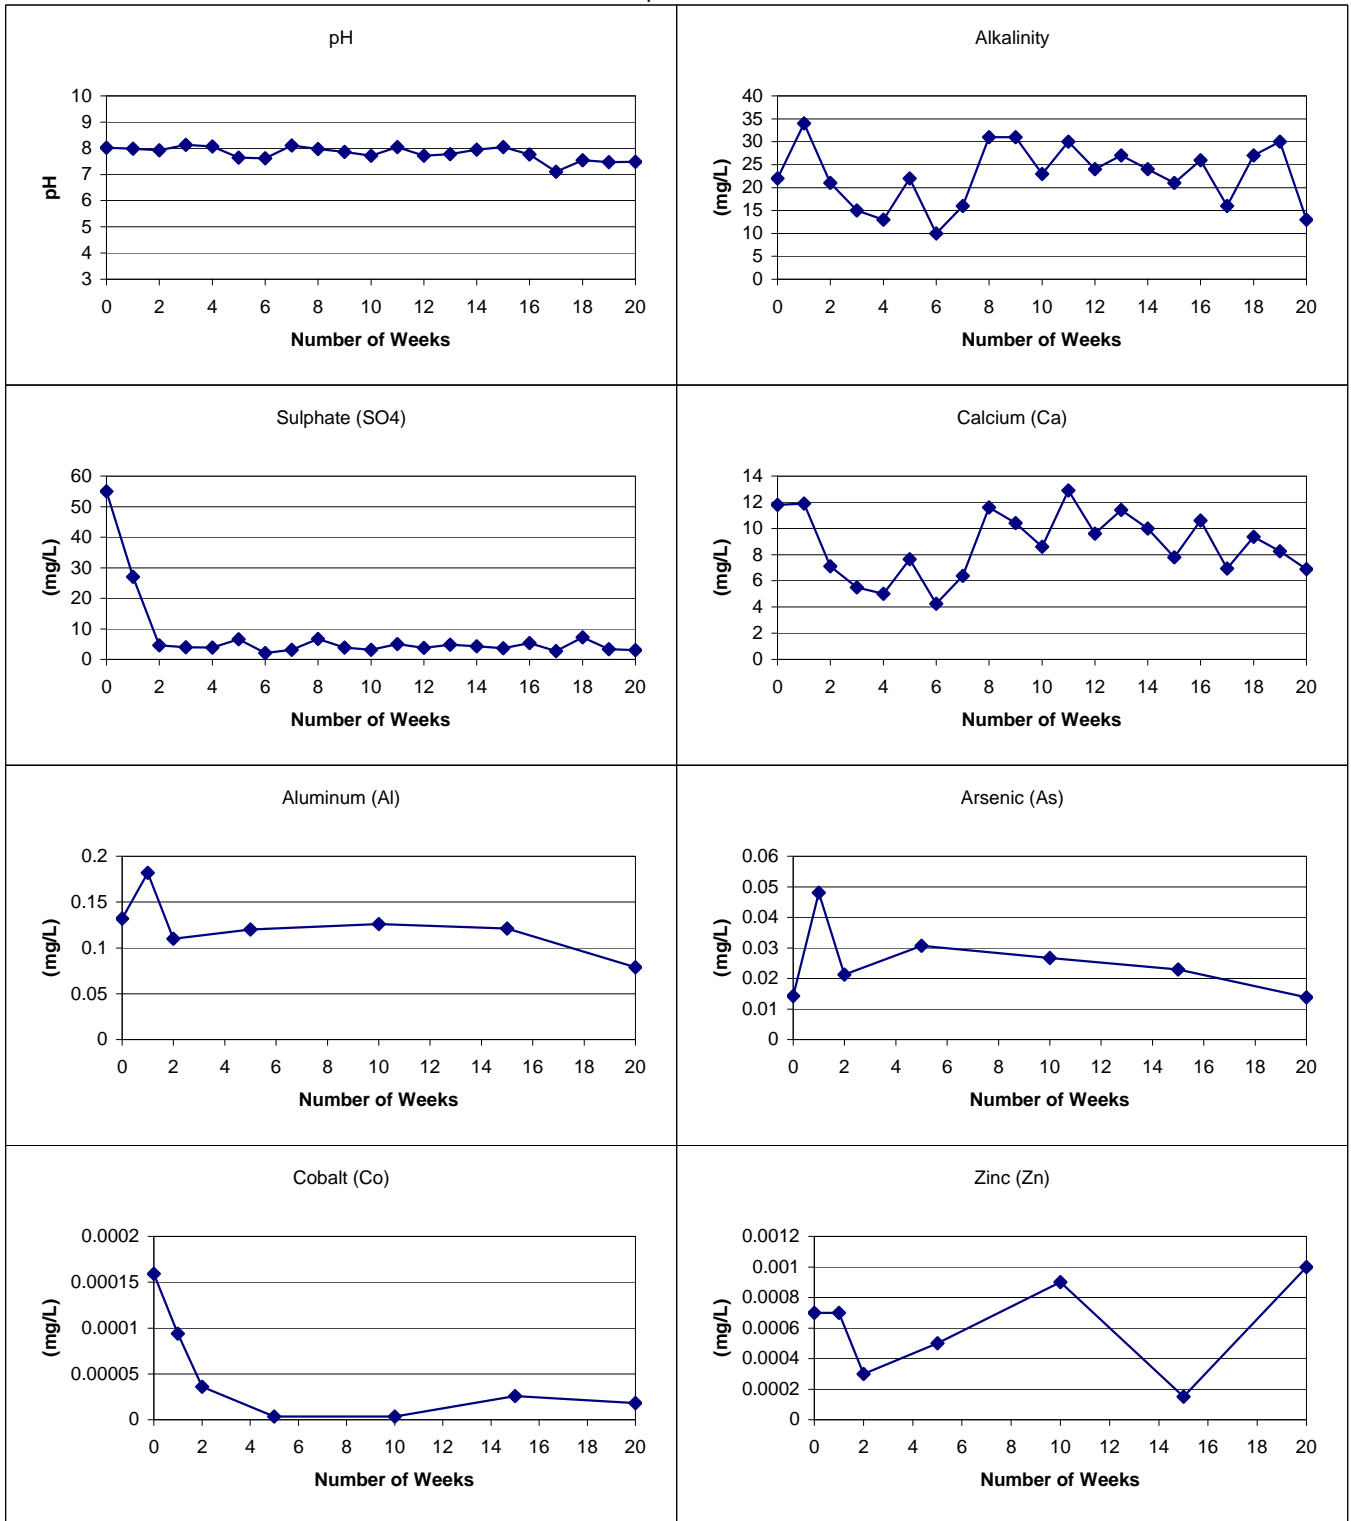 pH
10
9
8
7
6
5
4
3
pH
0 2 4 6 8 10 12 14 16 18 20
Number of Weeks
Alkalinity
40
35
30
25
20
15
10
5
0
(mg/L)
0 2 4 6 8 10 12 14 16 18 20
Number of Weeks
Sulphate (SO4)
60
50
40
30
20
10
0
(mg/L)
0 2 4 6 8 10 12 14 16 18 20
Number of Weeks
Calcium (Ca)
14
12
10
8
6
4
2
0
(mg/L)
0 2 4 6 8 10 12 14 16 18 20
Number of Weeks
Aluminum (Al)
0.2
0.15
0.1
0.05
0
(mg/L)
0 2 4 6 8 10 12 14 16 18 20
Number of Weeks
Arsenic (As)
0.06
0.05
0.04
0.03
0.02
0.01
0
(mg/L)
0 2 4 6 8 10 12 14 16 18 20
Number of Weeks
Cobalt (Co)
0.0002
0.00015
0.0001
0.00005
0
(mg/L)
0 2 4 6 8 10 12 14 16 18 20
Number of Weeks
Zinc (Zn)
0.0012
0.001
0.0008
0.0006
0.0004
0.0002
0
(mg/L)
0 2 4 6 8 10 12 14 16 18 20
Number of Weeks